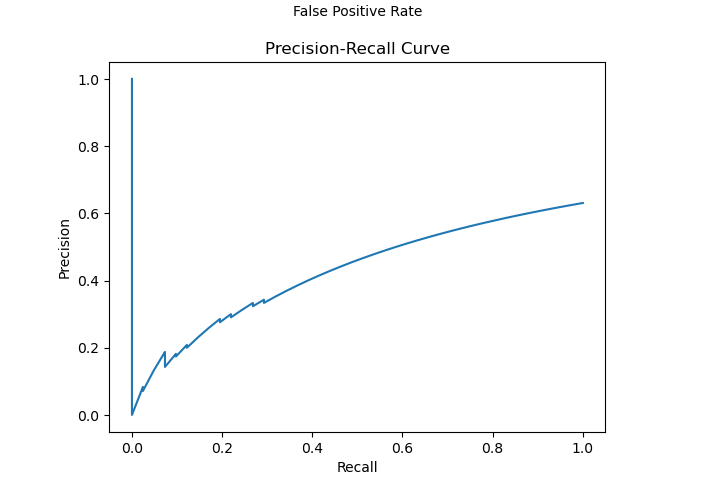 False Positive Rate
Precision-Recall Curve
1.0
0.8
0.6
0.4
0.2
0.0
Precision
0.0 0.2 0.4 0.6 0.8 1.0
Recall